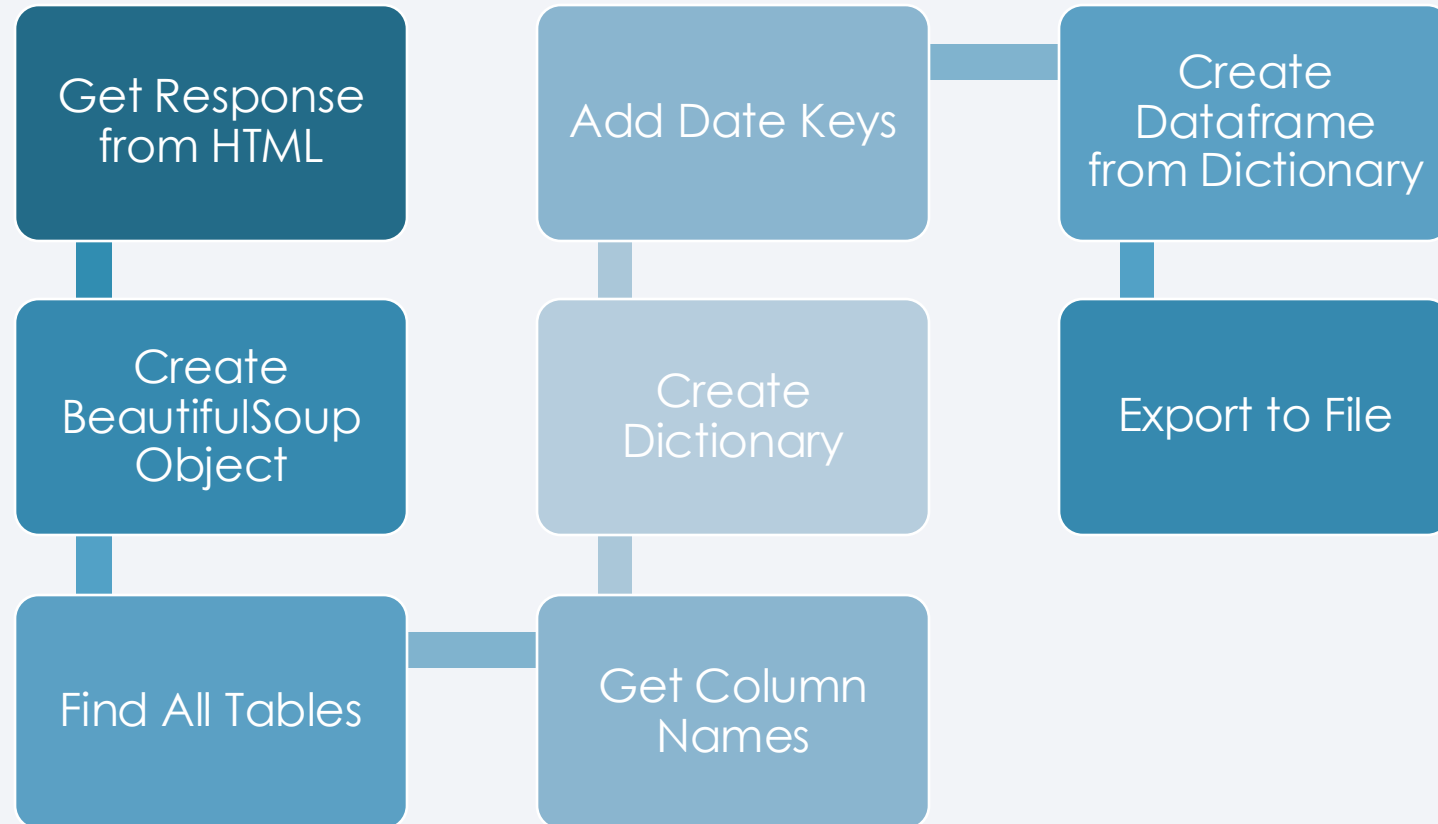 Get Response
from HTML
Create
BeautifulSoup
Object
Find All Tables
Get Column
Names
Create
Dictionary
Add Date Keys
Create
Dataframe
from Dictionary
Export to File